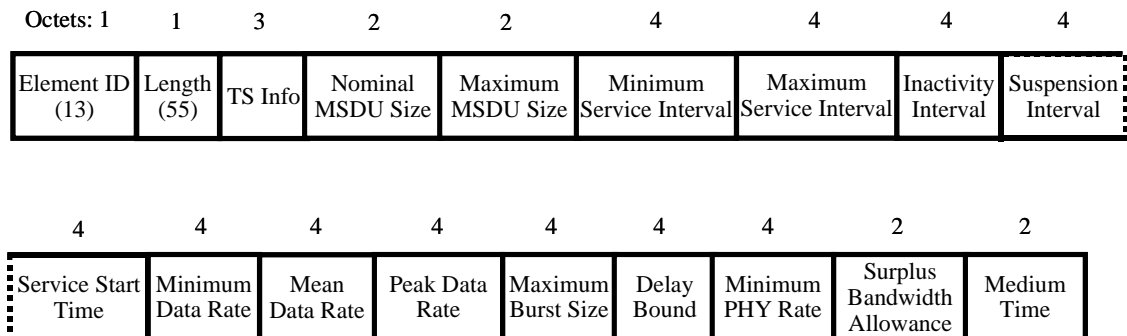 Octets: 1 1 3 2 2 4 4 4 4
Element ID Length TS Info Nominal Maximum Minimum Maximum Inactivity Suspension
(13) (55) MSDU Size MSDU Size Service Interval Service Interval Interval Interval
4 4 4 4 4 4 4 2 2
Service Start Minimum Mean Peak Data Maximum Delay Minimum Surplus Medium
Time Data Rate Data Rate Rate Burst Size Bound PHY Rate Bandwidth Time
Allowance